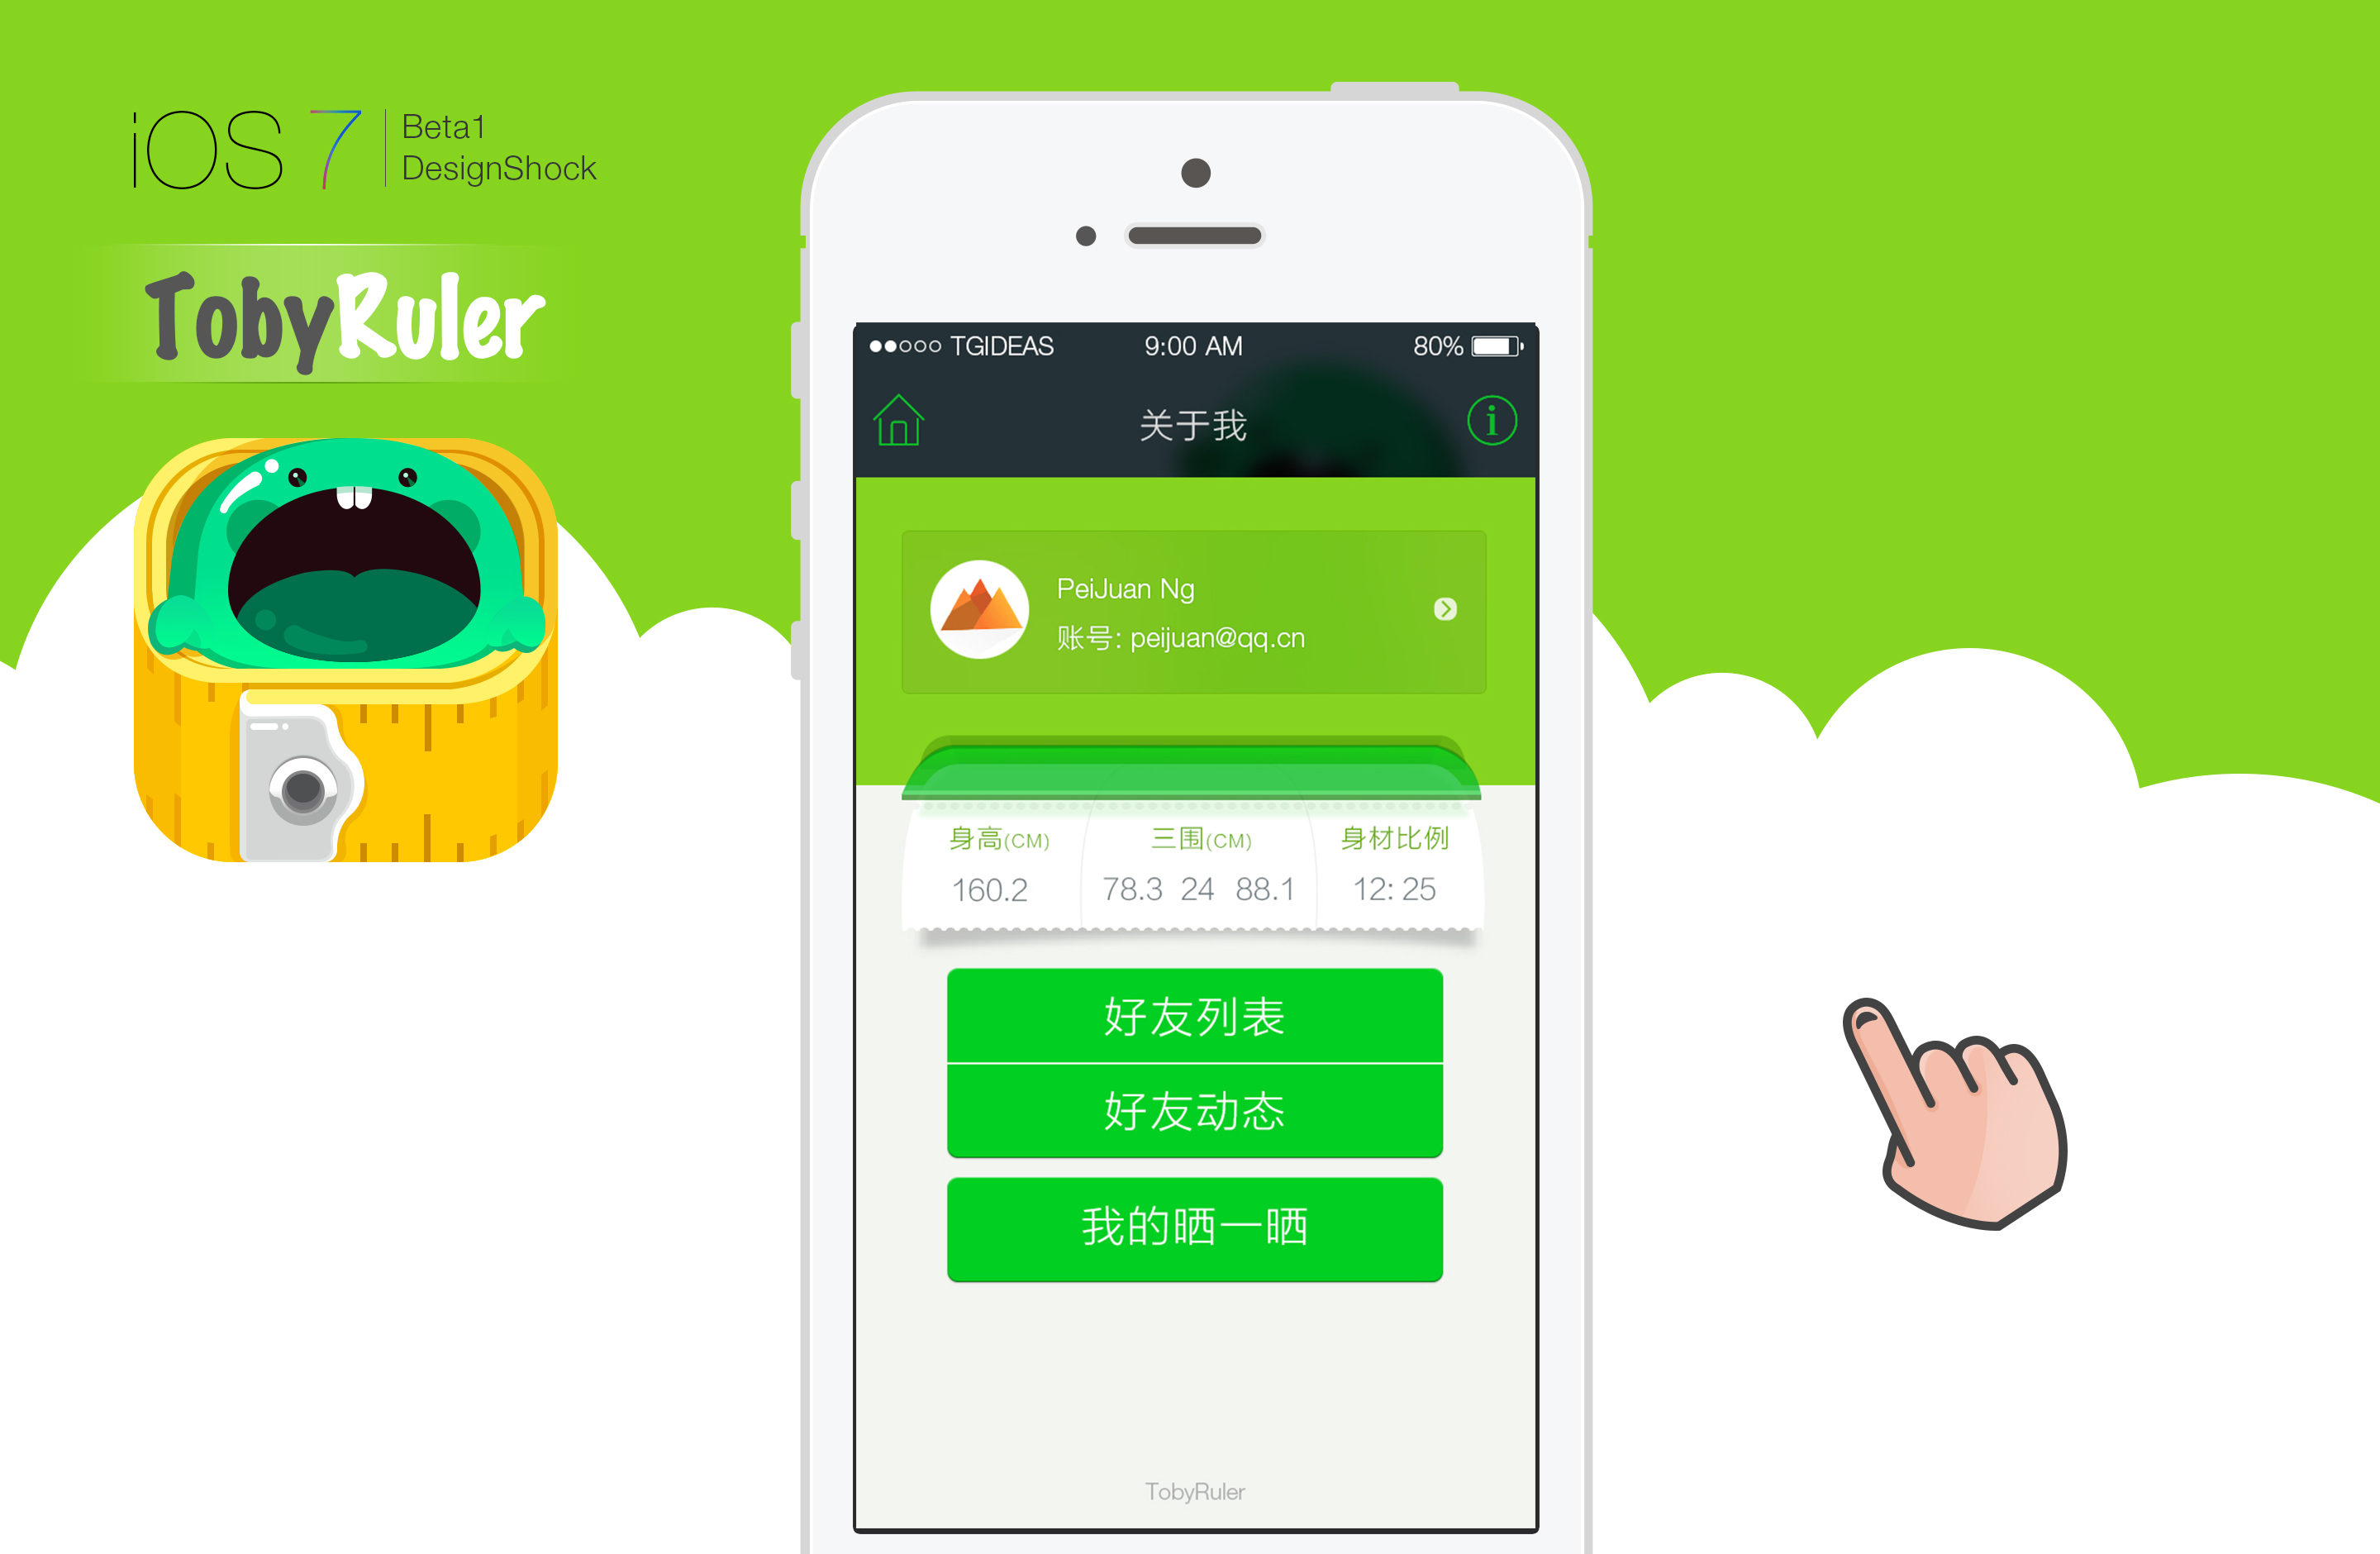 iOS 7
Beta1
DesignShock
TobyRuler
TGIDEAS 9:00 AM 80%
关于我
PeiJuan Ng
账号: peijuan@qq.cn
身高(CM) 三围(CM) 身材比例
160.2 78.3 24 88.1 12: 25
好友列表
好友动态
我的晒一晒
TobyRuler